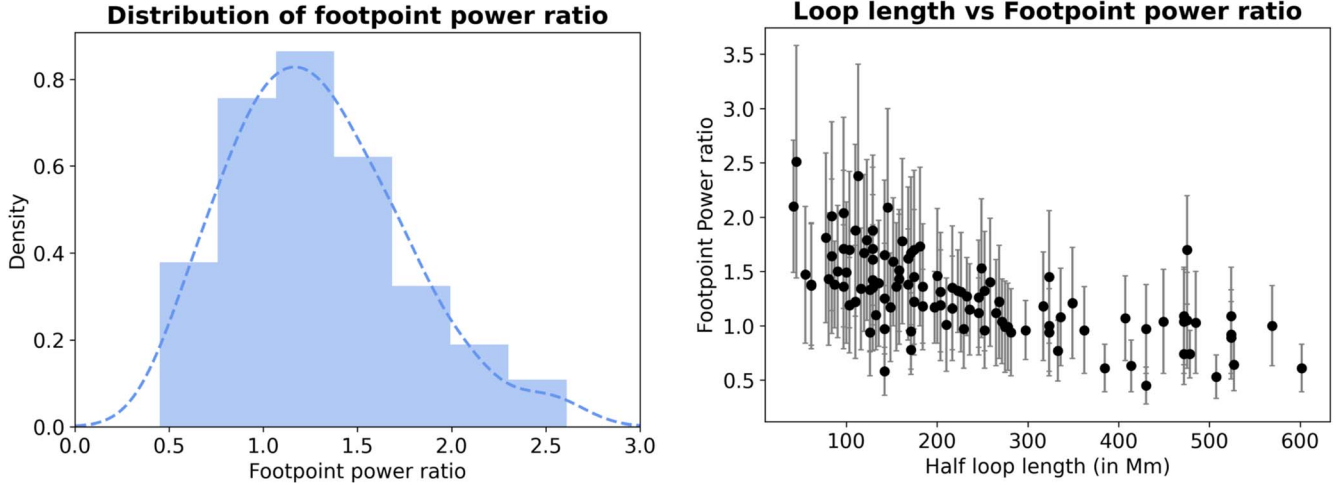 Distribution of footpoint power ratio
Density
0.8
0.6
0.4
0.2
0.0
0.0 0.5 1.0 1.5 2.0 2.5 3.0
Footpoint power ratio
Loop length vs Footpoint power ratio
Footpoint Power ratio
3.5
3.0
2.5
2.0
1.5
1.0
0.5
100 200 300 400 500 600
Half loop length (in Mm)